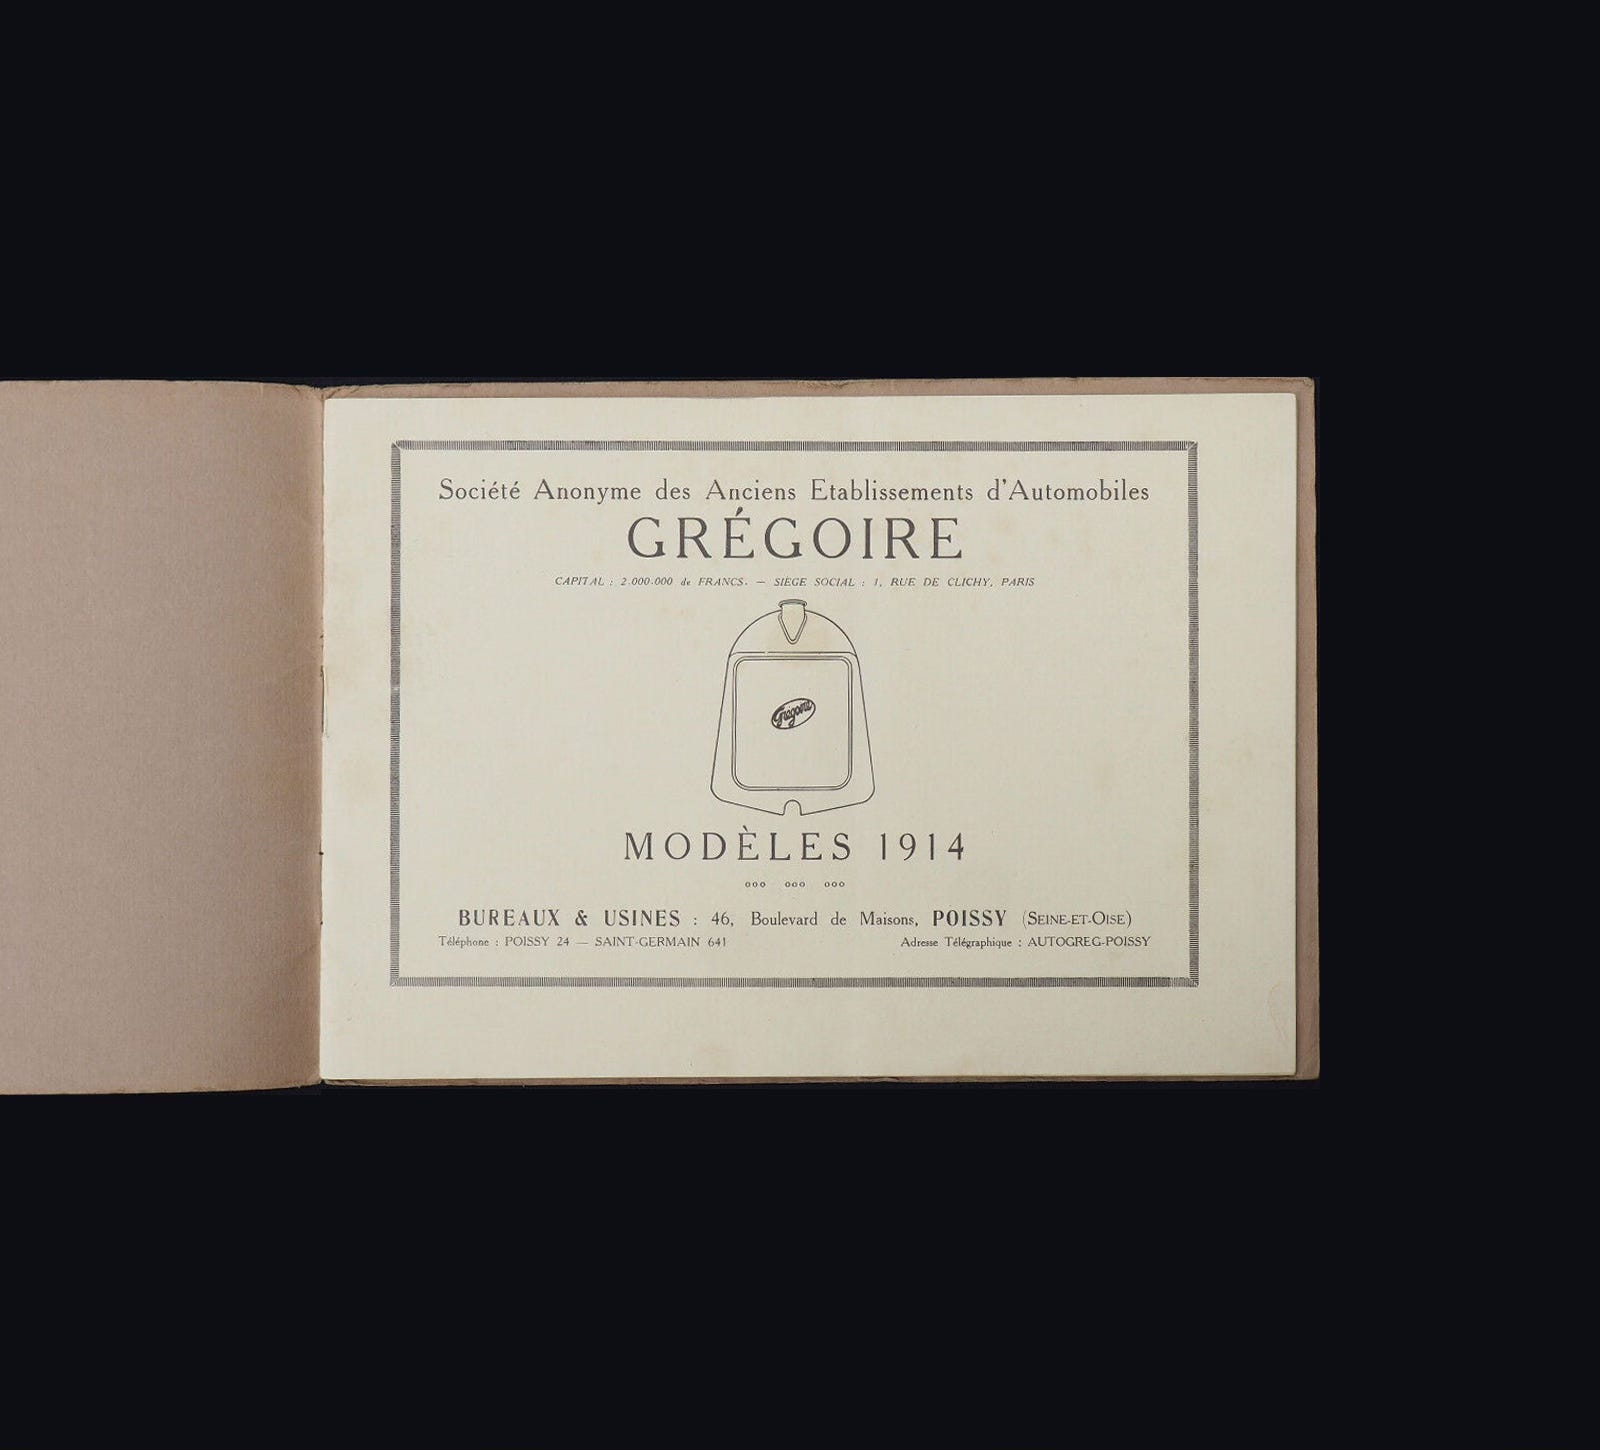 Société Anonyme des Anciens Etablissements d'Automobiles
GRÉGOIRE
CAPITAL : 2.000.000 de FRANCS. — SIÈGE SOCIAL : 1, RUE DE CLICHY, PARIS
Grégoire
MODÈLES 1914
BUREAUX & USINES : 46, Boulevard de Maisons, POISSY (SEINE-ET-OISE)
Téléphone : POISSY 24 — SAINT-GERMAIN 641 Adresse Télégraphique : AUTOGREG-POISSY